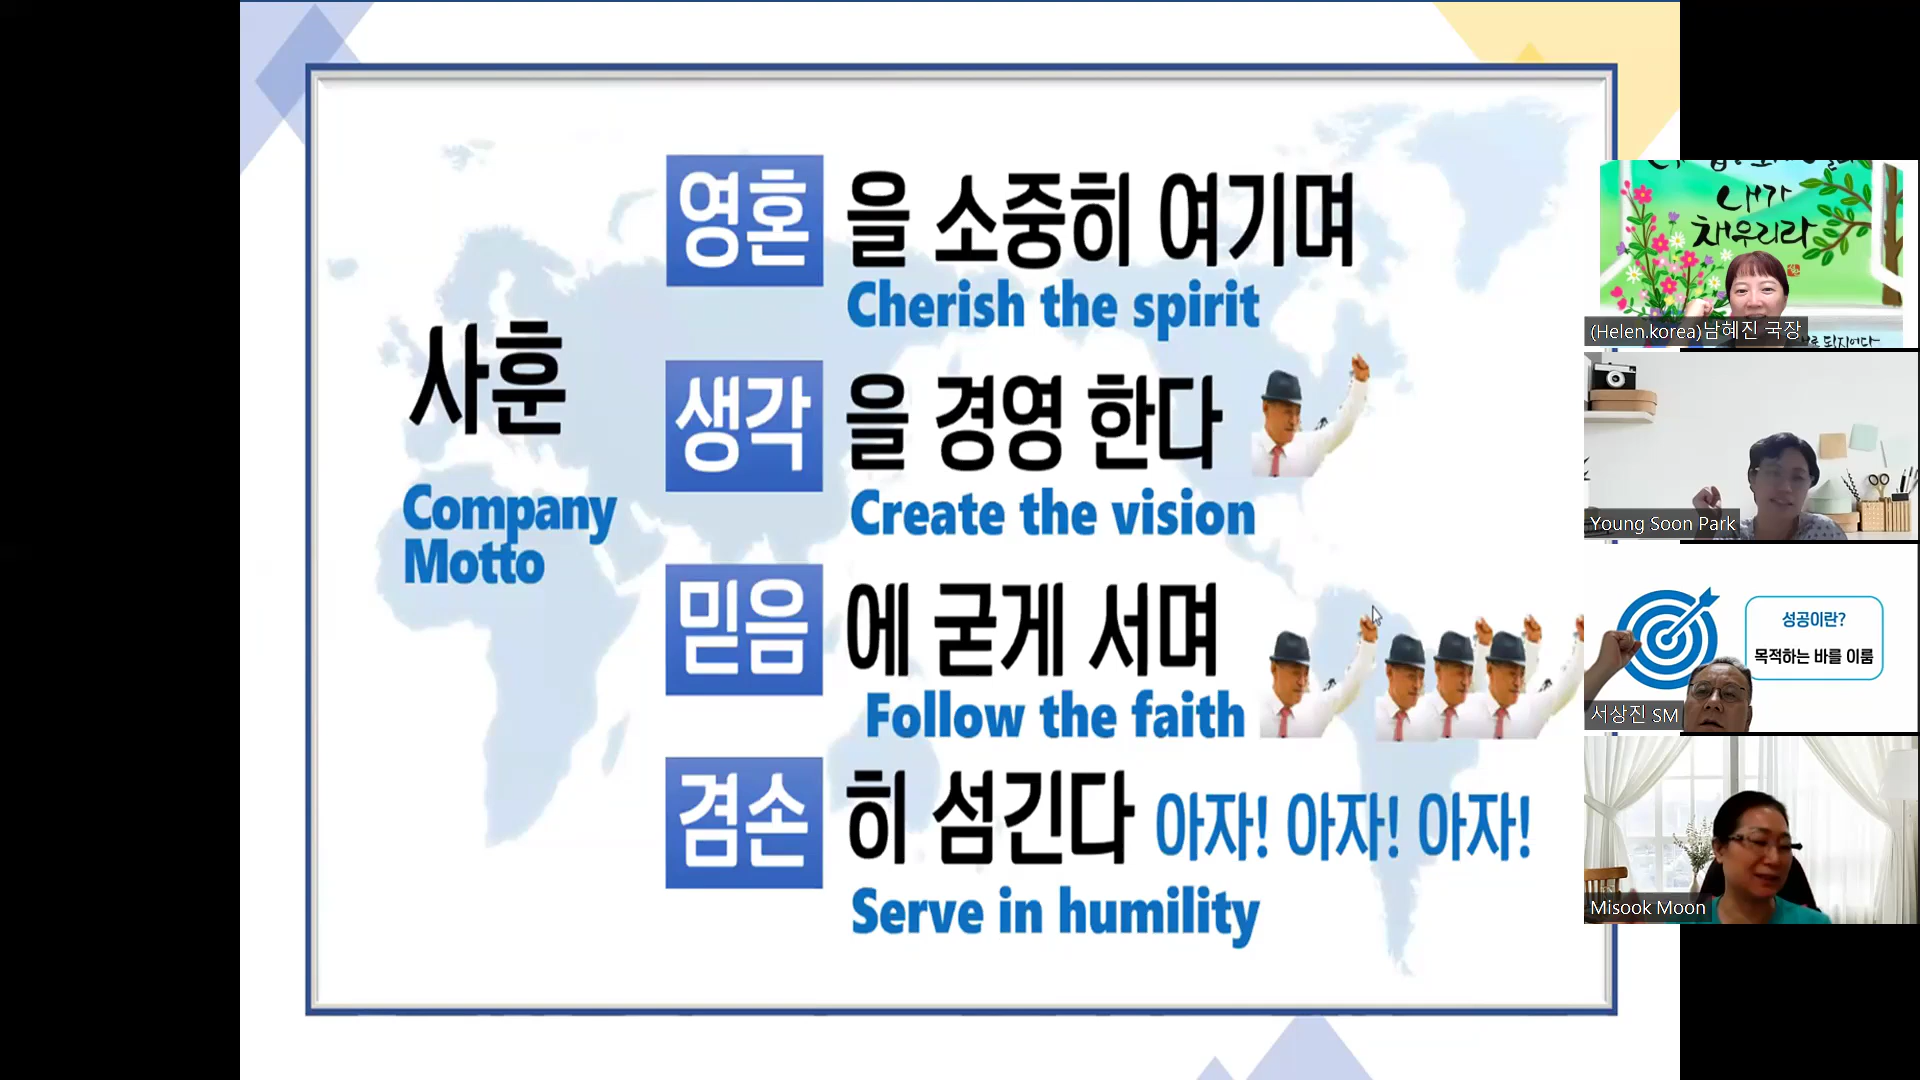 사훈
Company
Motto
영혼을 소중히 여기며
Cherish the spirit
생각을 경영 한다
Create the vision
믿음에 굳게 서며
Follow the faith
겸손히 섬긴다 아자! 아자! 아자!
Serve in humility
내가
채우리라
(Helen.korea)남혜진 국장
Young Soon Park
성공이란?
목적하는 바를 이룸
서상진 SM
Misook Moon